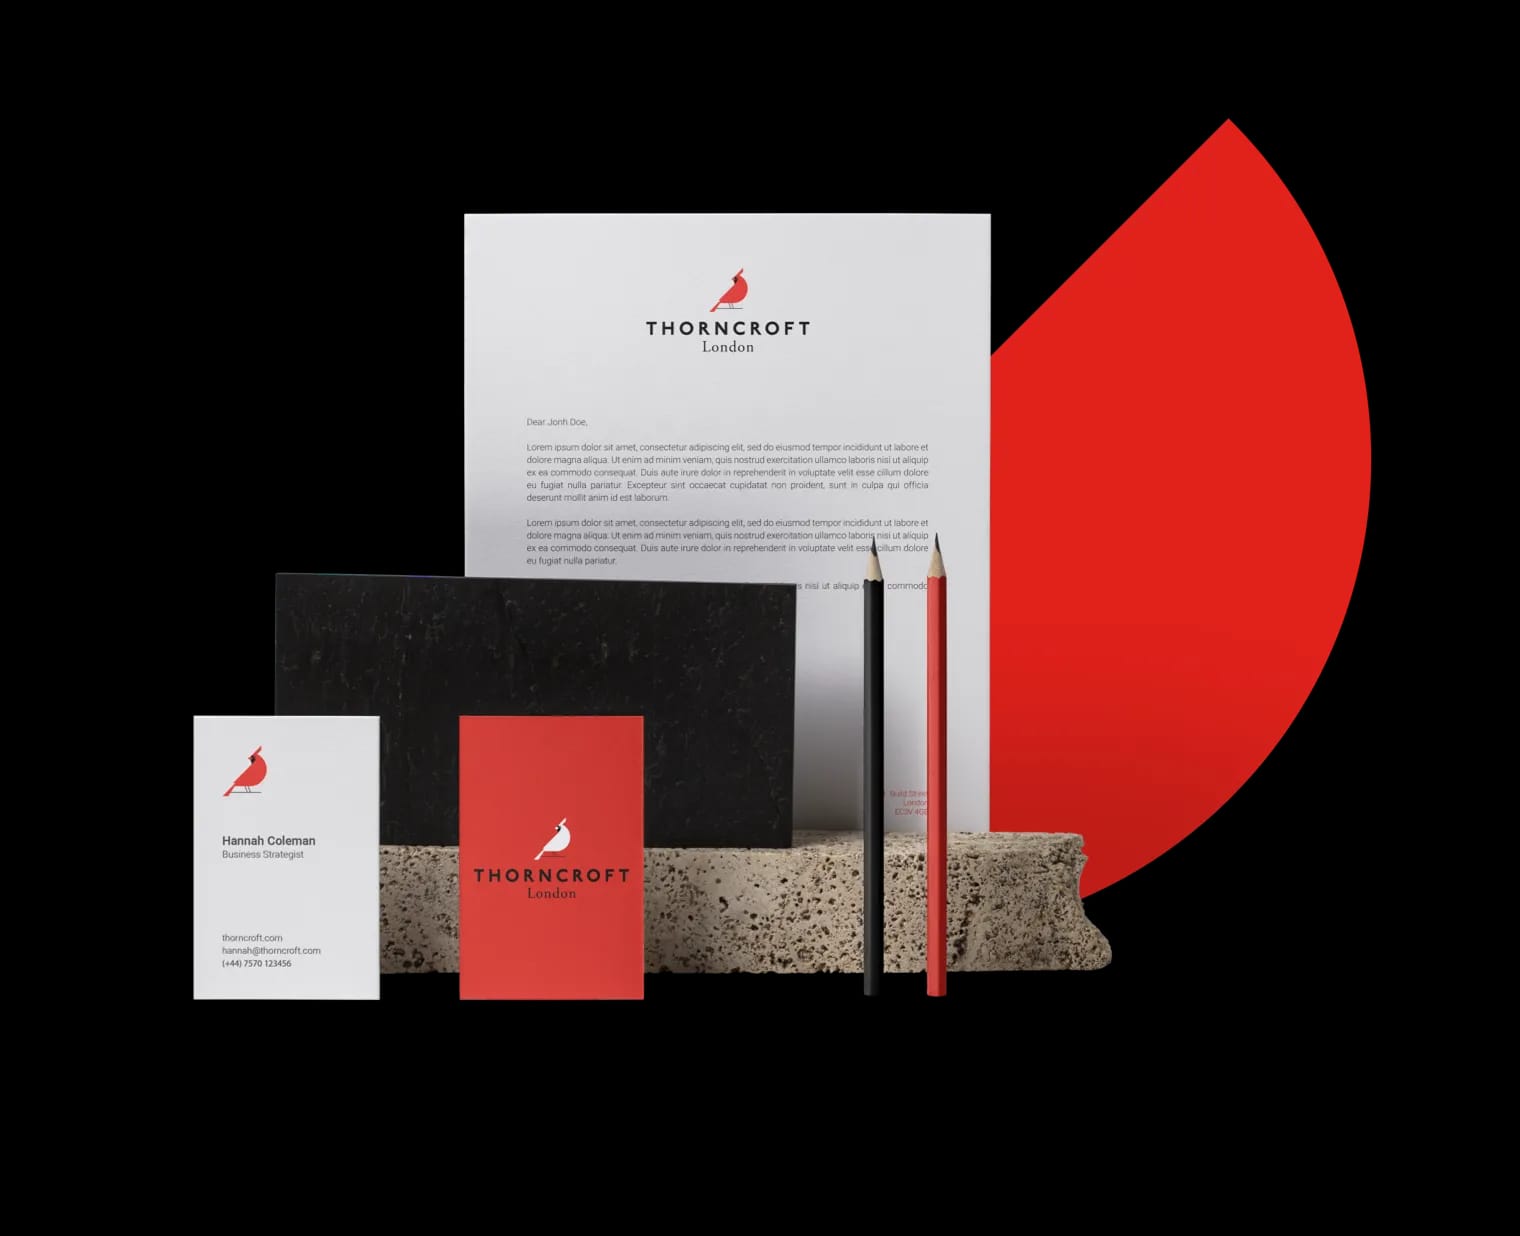 THORNCROFT
London
Dear Jonh Doe,
Lorem ipsum dolor sit amet, consectetur adipiscing elit, sed do eiusmod tempor incididunt ut labore et
dolore magna aliqua. Ut enim ad minim veniam, quis nostrud exercitation ullamco laboris nisi ut aliquip
ex ea commodo consequat. Duis aute irure dolor in reprehenderit in voluptate velit esse cillum dolore
eu fugiat nulla pariatur. Excepteur sint occaecat cupidatat non proident, sunt in culpa qui officia
deserunt mollit anim id est laborum.
Lorem ipsum dolor sit amet, consectetur adipiscing elit, sed do eiusmod tempor incididunt ut labore et
dolore magna aliqua. Ut enim ad minim veniam, quis nostrud exercitation ullamco laboris nisi ut aliquip
ex ea commodo consequat. Duis aute irure dolor in reprehenderit in voluptate velit esse cillum dolore
eu fugiat nulla pariatur.
nisi ut aliquip commodo
Build Street
London
Hannah Coleman
Business Strategist
thorncroft.com
hannah@thorncroft.com
(+44) 7570 123456
THORNCROFT
London